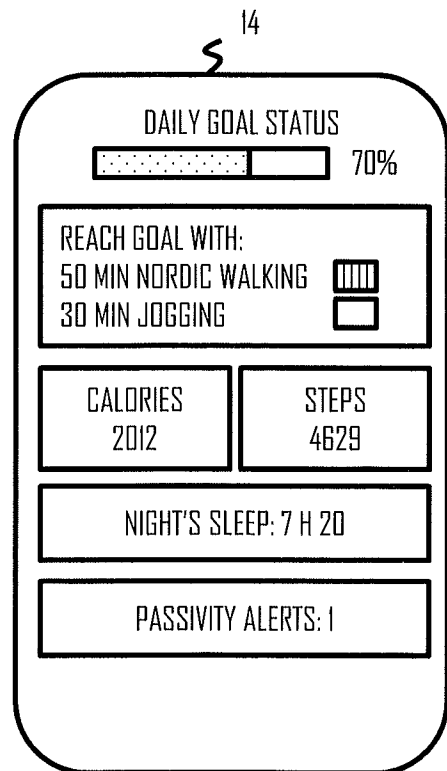 14
DAILY GOAL STATUS
70%
REACH GOAL WITH:
50 MIN NORDIC WALKING
30 MIN JOGGING
CALORIES
2012
STEPS
4629
NIGHT'S SLEEP: 7 H 20
PASSIVITY ALERTS: 1